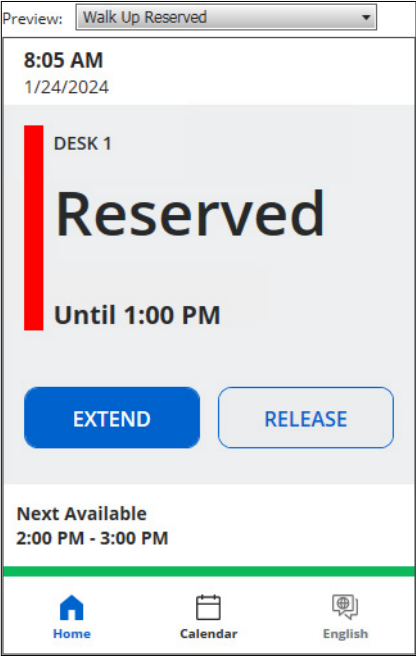 Preview: Walk Up Reserved
8:05 AM
1/24/2024
DESK 1
Reserved
Until 1:00 PM
EXTEND RELEASE
Next Available
2:00 PM - 3:00 PM
Home Calendar English